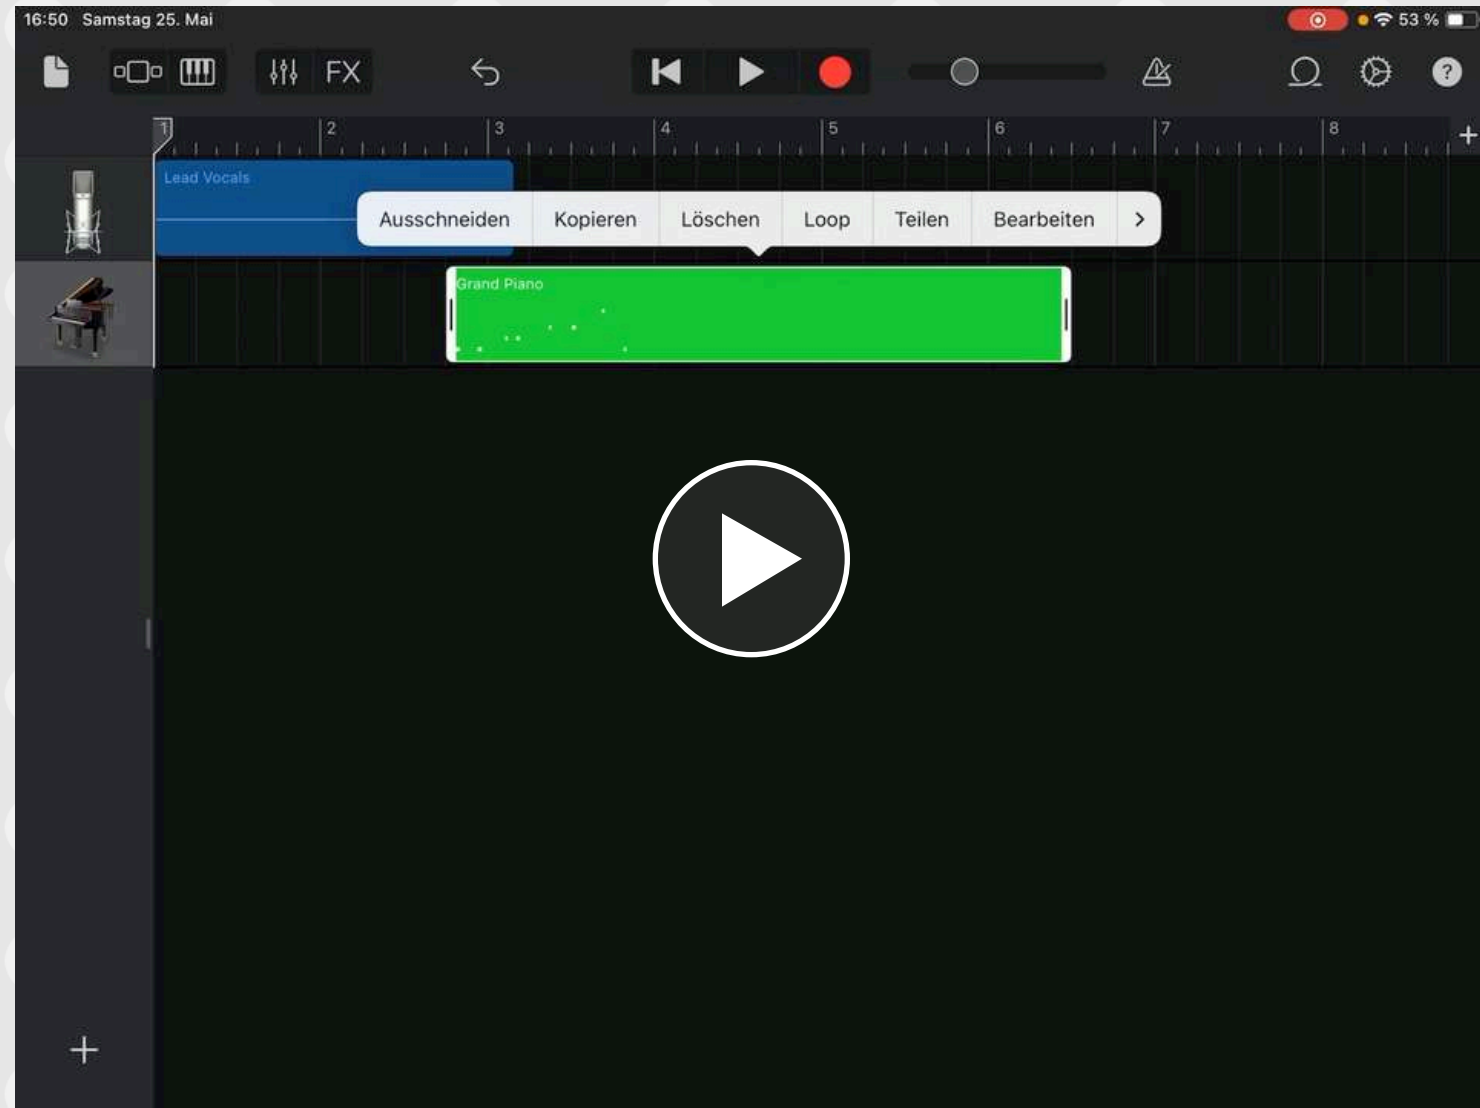 16:50 Samstag 25. Mai 53 %
FX ?
1 2 3 4 5 6 7 8
Lead Vocals
Ausschneiden Kopieren Löschen Loop Teilen Bearbeiten
Grand Piano